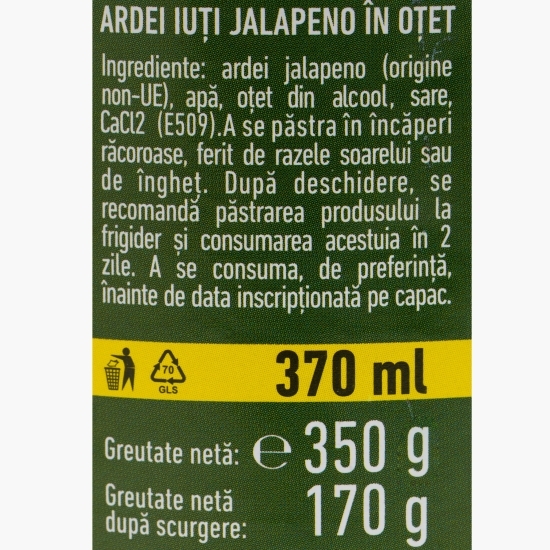 ARDEI IUȚI JALAPENO ÎN OȚET
Ingrediente: ardei jalapeno (origine
non-UE), apă, oțet din alcool, sare,
CaCl2 (E509).A se păstra în încăperi
răcoroase, ferit de razele soarelui sau
de îngheț. După deschidere, se
recomandă păstrarea produsului la
frigider și consumarea acestuia în 2
zile. A se consuma, de preferință,
înainte de data inscripționată pe capac.
70
GLS
370 ml
Greutate netă: ℮ 350 g
Greutate netă
după scurgere: 170 g